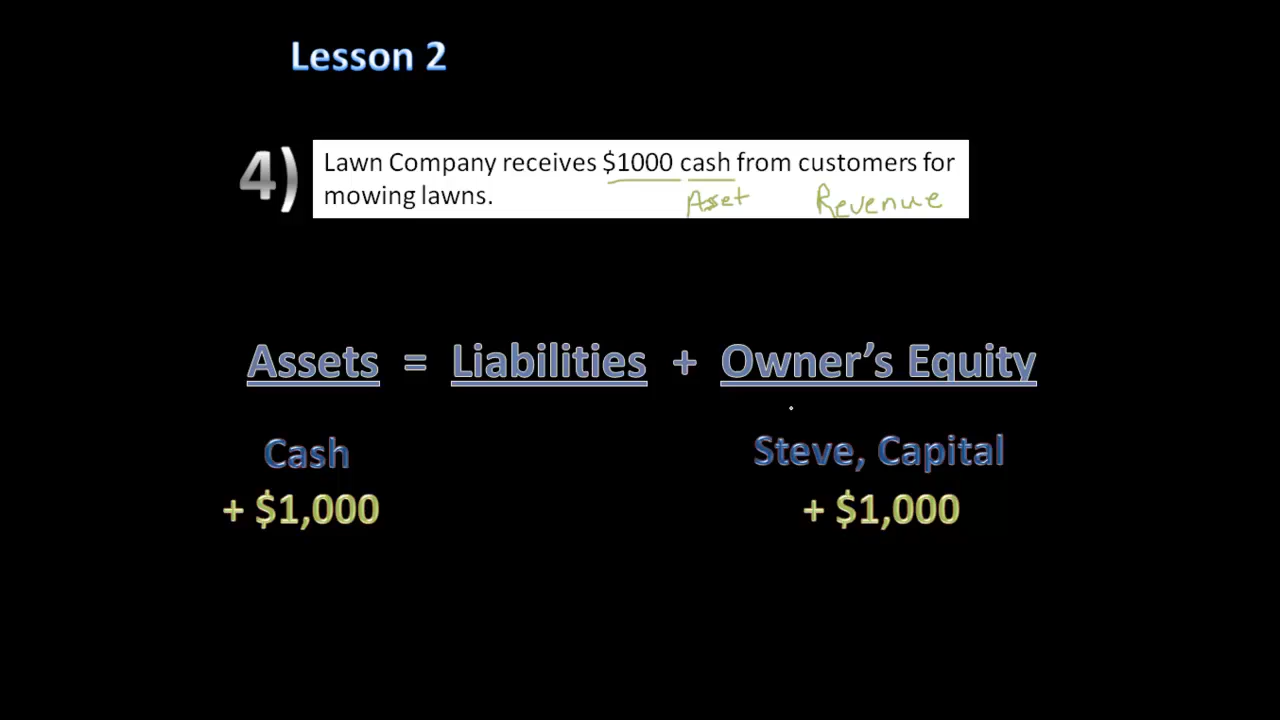 Lesson 2
4)
Lawn Company receives $1000 cash from customers for
mowing lawns.
Asset Revenue
Assets = Liabilities + Owner's Equity
Cash Steve, Capital
+ $1,000 + $1,000